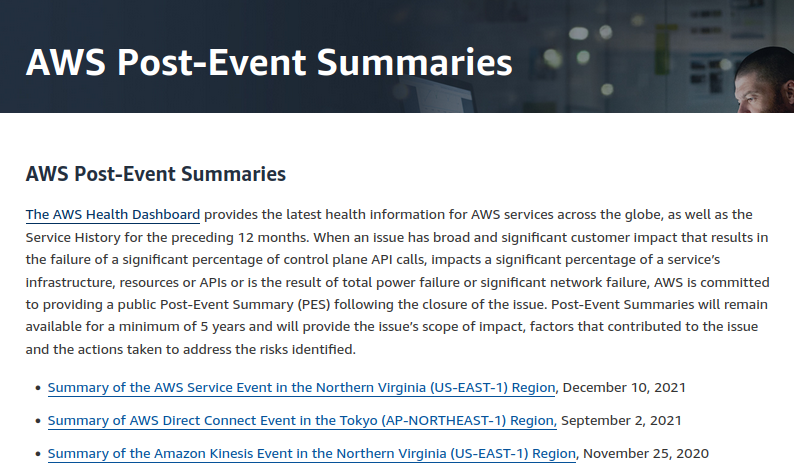 AWS Post-Event Summaries
AWS Post-Event Summaries
The AWS Health Dashboard provides the latest health information for AWS services across the globe, as well as the
Service History for the preceding 12 months. When an issue has broad and significant customer impact that results in
the failure of a significant percentage of control plane API calls, impacts a significant percentage of a service's
infrastructure, resources or APIs or is the result of total power failure or significant network failure, AWS is committed
to providing a public Post-Event Summary (PES) following the closure of the issue. Post-Event Summaries will remain
available for a minimum of 5 years and will provide the issue's scope of impact, factors that contributed to the issue
and the actions taken to address the risks identified.
• Summary of the AWS Service Event in the Northern Virginia (US-EAST-1) Region, December 10, 2021
• Summary of AWS Direct Connect Event in the Tokyo (AP-NORTHEAST-1) Region, September 2, 2021
• Summary of the Amazon Kinesis Event in the Northern Virginia (US-EAST-1) Region, November 25, 2020